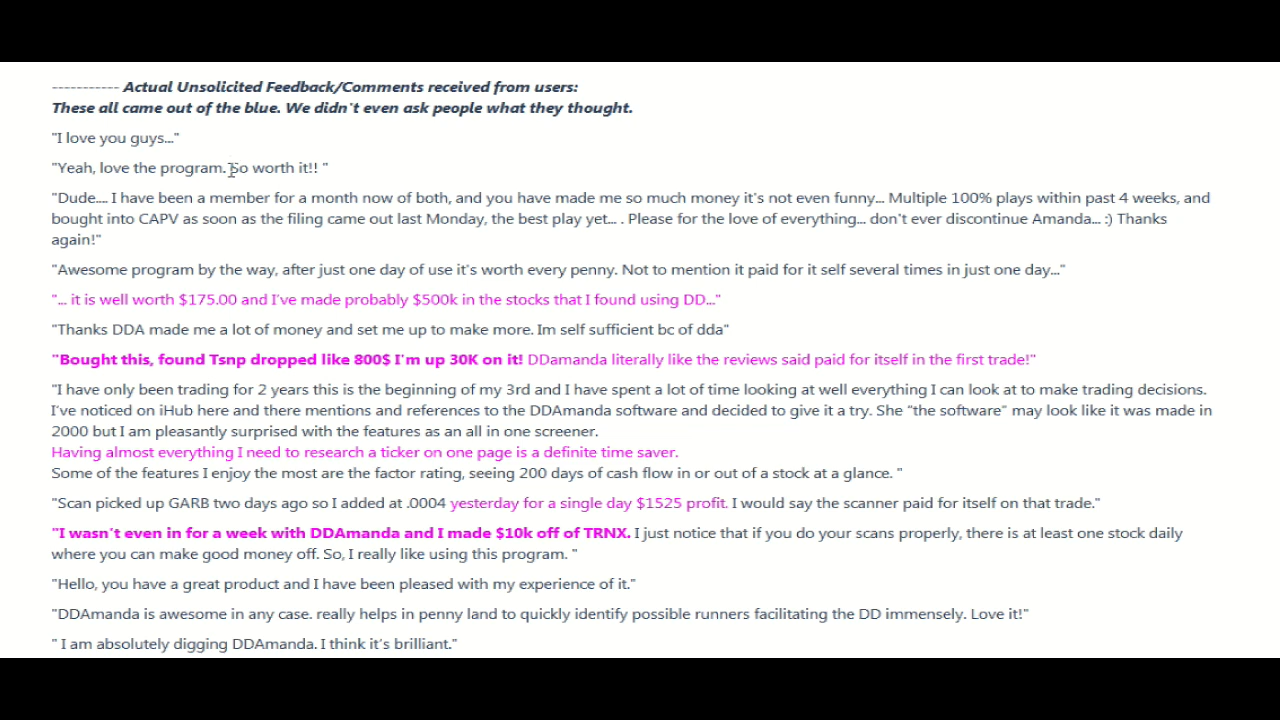 ----------- Actual Unsolicited Feedback/Comments received from users:
These all came out of the blue. We didn't even ask people what they thought.
"I love you guys..."
"Yeah, love the program. So worth it!! "
"Dude.... I have been a member for a month now of both, and you have made me so much money it's not even funny... Multiple 100% plays within past 4 weeks, and
bought into CAPV as soon as the filing came out last Monday, the best play yet... . Please for the love of everything... don't ever discontinue Amanda... :) Thanks
again!"
"Awesome program by the way, after just one day of use it's worth every penny. Not to mention it paid for it self several times in just one day..."
"... it is well worth $175.00 and I've made probably $500k in the stocks that I found using DD..."
"Thanks DDA made me a lot of money and set me up to make more. Im self sufficient bc of dda"
"Bought this, found Tsnp dropped like 800$ I'm up 30K on it! DDamanda literally like the reviews said paid for itself in the first trade!"
"I have only been trading for 2 years this is the beginning of my 3rd and I have spent a lot of time looking at well everything I can look at to make trading decisions.
I've noticed on iHub here and there mentions and references to the DDAmanda software and decided to give it a try. She "the software" may look like it was made in
2000 but I am pleasantly surprised with the features as an all in one screener.
Having almost everything I need to research a ticker on one page is a definite time saver.
Some of the features I enjoy the most are the factor rating, seeing 200 days of cash flow in or out of a stock at a glance. "
"Scan picked up GARB two days ago so I added at .0004 yesterday for a single day $1525 profit. I would say the scanner paid for itself on that trade."
"I wasn't even in for a week with DDAmanda and I made $10k off of TRNX. I just notice that if you do your scans properly, there is at least one stock daily
where you can make good money off. So, I really like using this program. "
"Hello, you have a great product and I have been pleased with my experience of it."
"DDAmanda is awesome in any case. really helps in penny land to quickly identify possible runners facilitating the DD immensely. Love it!"
" I am absolutely digging DDAmanda. I think it's brilliant."